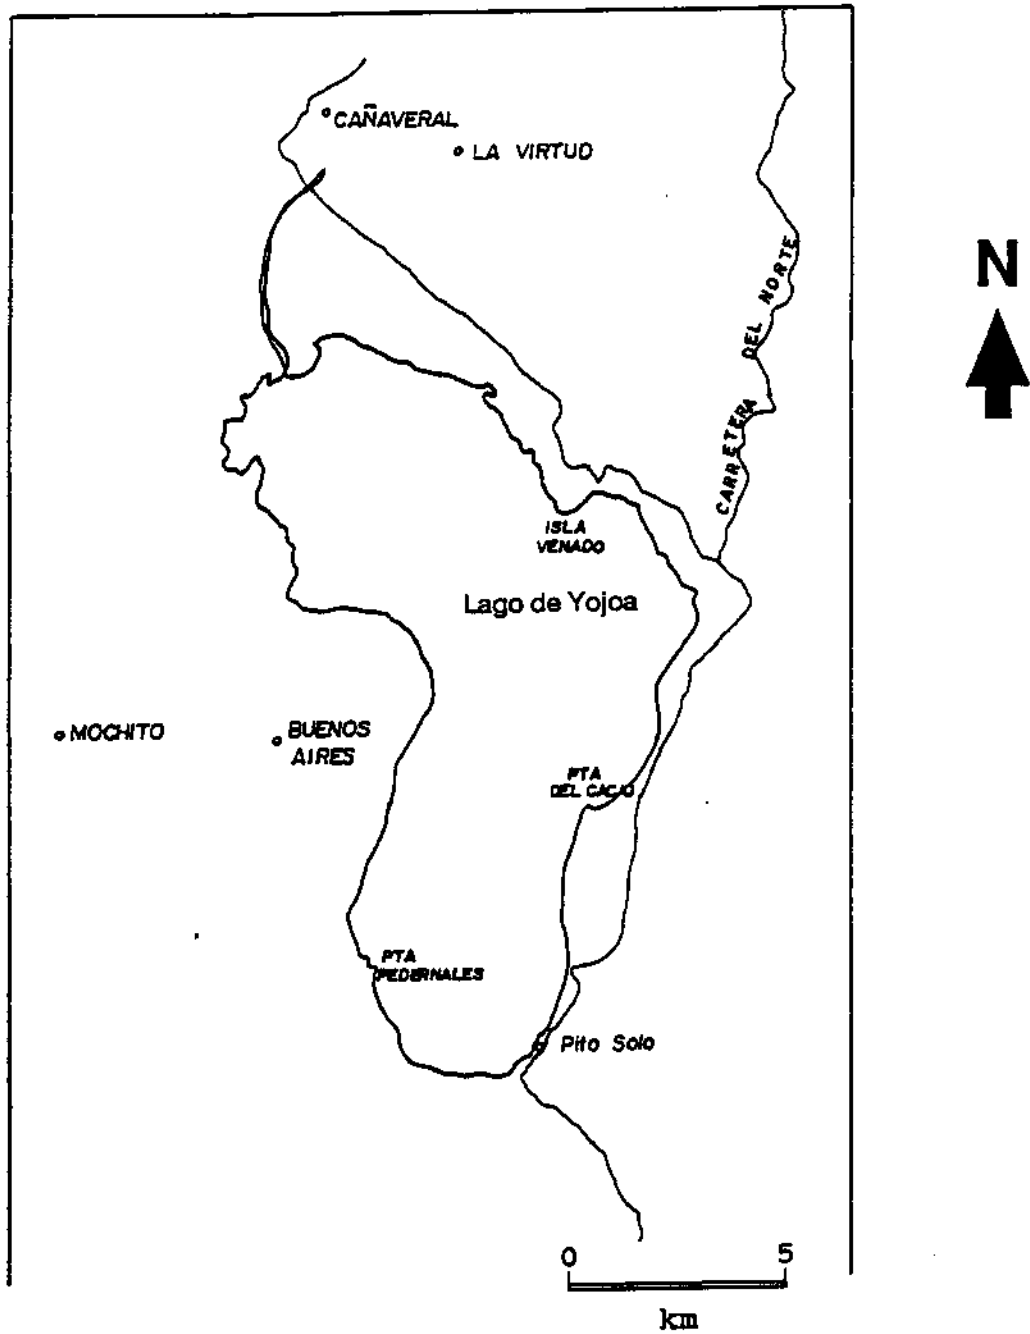 CAÑAVERAL
LA VIRTUD
N
CARRETERA DEL NORTE
ISLA
VENADO
Lago de Yojoa
MOCHITO
BUENOS
AIRES
PTA
DEL CACAO
PTA
PEDERNALES
Pito Solo
0 5
km